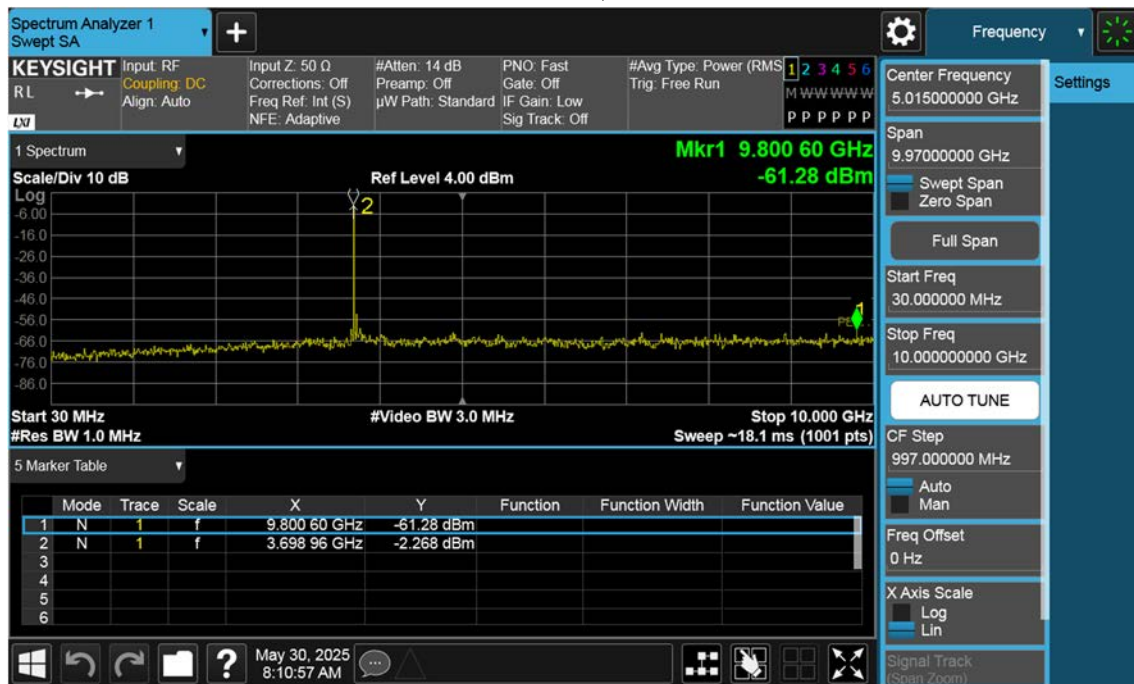 Spectrum Analyzer 1
Swept SA
+
Frequency
KEYSIGHT
RL
LXI
Input: RF
Coupling: DC
Align: Auto
Input Z: 50 Ω
Corrections: Off
Freq Ref: Int (S)
NFE: Adaptive
#Atten: 14 dB
Preamp: Off
µW Path: Standard
PNO: Fast
Gate: Off
IF Gain: Low
Sig Track: Off
#Avg Type: Power (RMS
Trig: Free Run
1 2 3 4 5 6
M W W W W W
P P P P P P
1 Spectrum
Mkr1 9.800 60 GHz
-61.28 dBm
Scale/Div 10 dB
Ref Level 4.00 dBm
Log
-6.00
-16.0
-26.0
-36.0
-46.0
-56.0
-66.0
-76.0
-86.0
2
1
Start 30 MHz
#Video BW 3.0 MHz
Stop 10.000 GHz
#Res BW 1.0 MHz
Sweep ~18.1 ms (1001 pts)
5 Marker Table
Mode Trace Scale X Y Function Function Width Function Value
1 N 1 f 9.800 60 GHz -61.28 dBm
2 N 1 f 3.698 96 GHz -2.268 dBm
3
4
5
6
Center Frequency
5.015000000 GHz
Span
9.97000000 GHz
Swept Span
Zero Span
Full Span
Start Freq
30.000000 MHz
Stop Freq
10.000000000 GHz
AUTO TUNE
CF Step
997.000000 MHz
Auto
Man
Freq Offset
0 Hz
X Axis Scale
Log
Lin
Signal Track
(Span Zoom)
Settings
?
May 30, 2025
8:10:57 AM